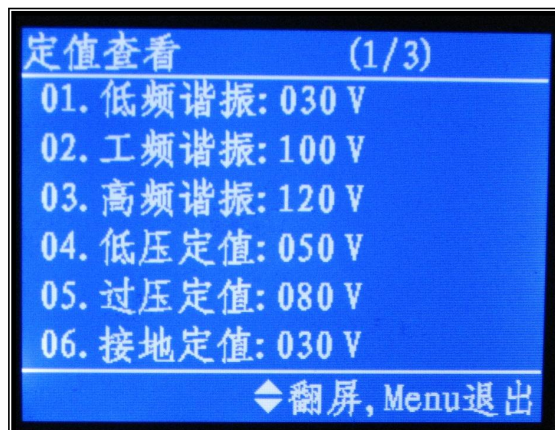 定值查看 (1/3)
01. 低频谐振: 030 V
02. 工频谐振: 100 V
03. 高频谐振: 120 V
04. 低压定值: 050 V
05. 过压定值: 080 V
06. 接地定值: 030 V
翻屏, Menu退出